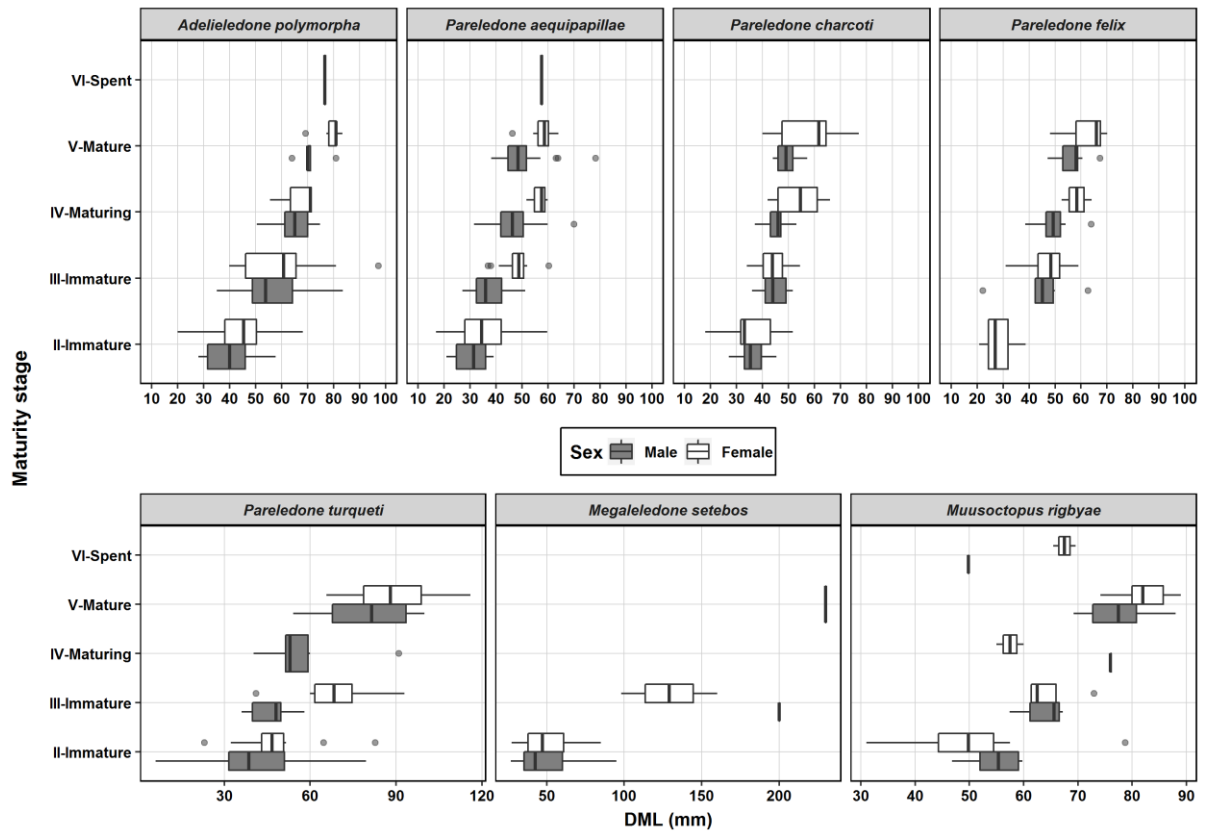 Adelieledone polymorpha Pareledone aequipapillae Pareledone charcoti Pareledone felix
VI-Spent
V-Mature
IV-Maturing
III-Immature
II-Immature
10 20 30 40 50 60 70 80 90 100 10 20 30 40 50 60 70 80 90 100 10 20 30 40 50 60 70 80 90 100 10 20 30 40 50 60 70 80 90 100
Maturity stage
Sex Male Female
Pareledone turqueti Megaleledone setebos Muusoctopus rigbyae
VI-Spent
V-Mature
IV-Maturing
III-Immature
II-Immature
30 60 90 120 50 100 150 200 30 40 50 60 70 80 90
DML (mm)